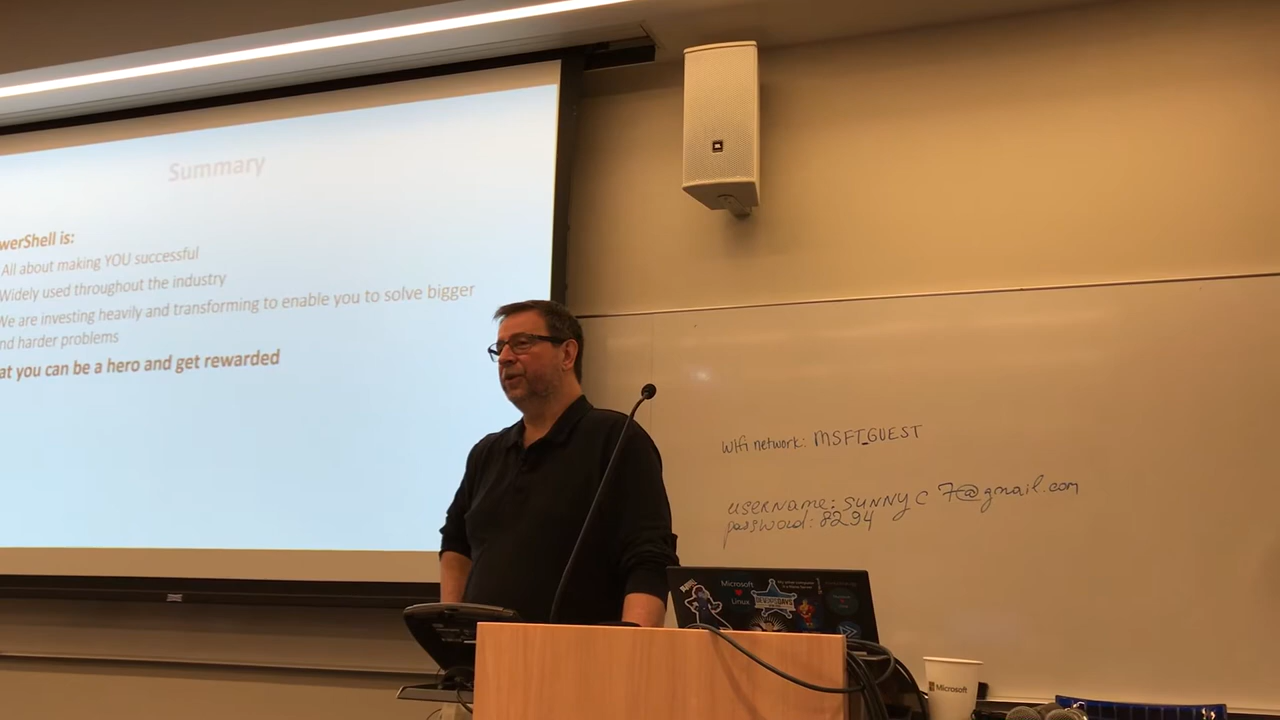 Summary
werShell is:
All about making YOU successful
Widely used throughout the industry
We are investing heavily and transforming to enable you to solve bigger
nd harder problems
at you can be a hero and get rewarded
JBL
Wifi network: MSFT_GUEST
username: sunnyc7@gmail.com
password: 8294
Microsoft
Linux
Microsoft